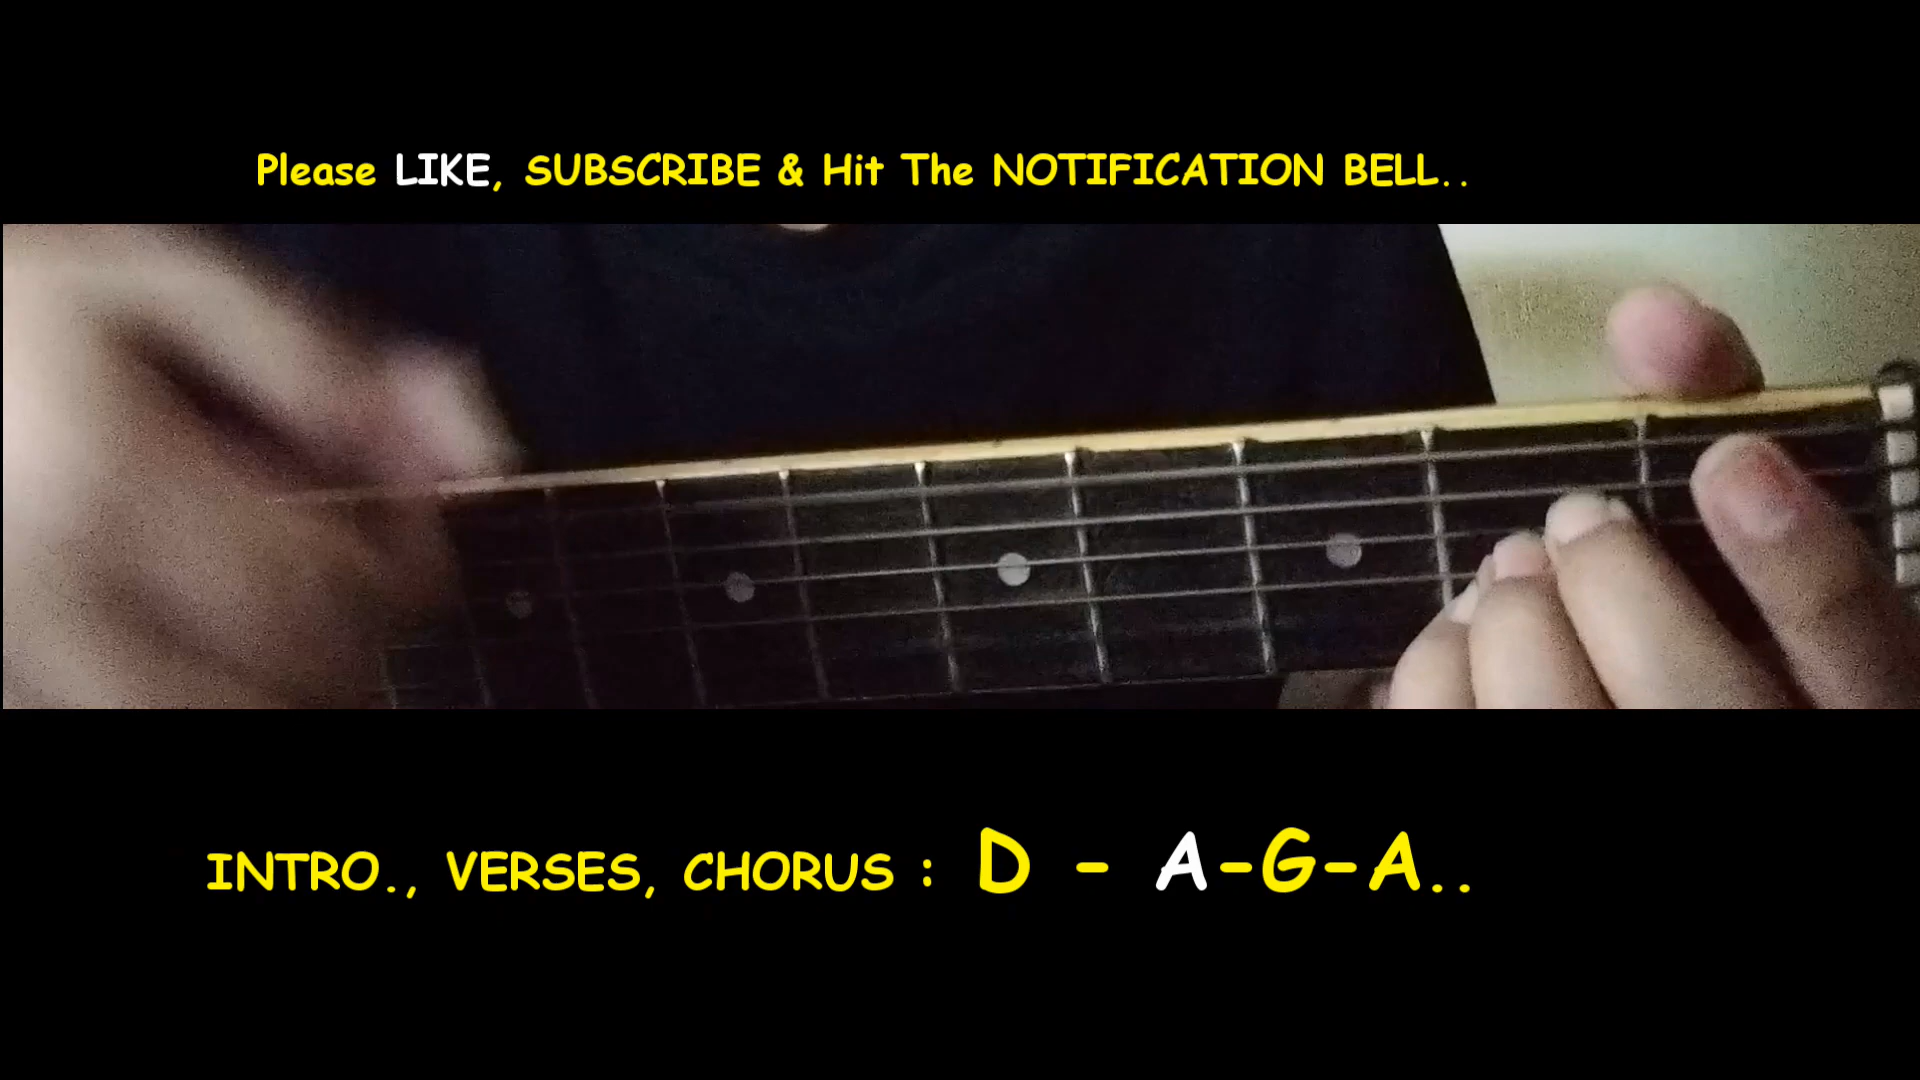 Please LIKE, SUBSCRIBE & Hit The NOTIFICATION BELL..
INTRO., VERSES, CHORUS : D - A-G-A..